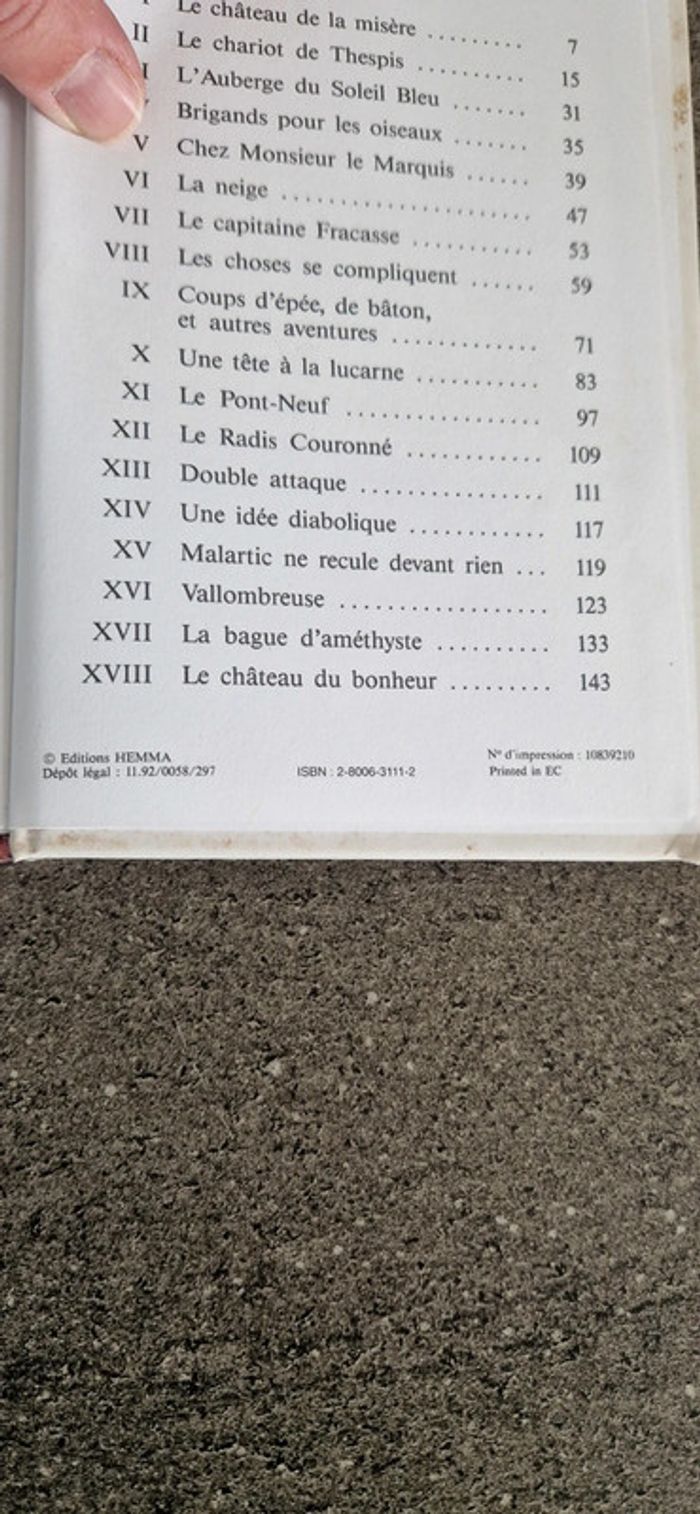 Le château de la misère ......... 7
II Le chariot de Thespis .......... 15
I L'Auberge du Soleil Bleu ....... 31
Brigands pour les oiseaux ....... 35
V Chez Monsieur le Marquis ...... 39
VI La neige ...................... 47
VII Le capitaine Fracasse ........... 53
VIII Les choses se compliquent ...... 59
IX Coups d'épée, de bâton,
et autres aventures ............. 71
X Une tête à la lucarne ........... 83
XI Le Pont-Neuf ................. 97
XII Le Radis Couronné ............ 109
XIII Double attaque ................ 111
XIV Une idée diabolique ............ 117
XV Malartic ne recule devant rien ... 119
XVI Vallombreuse .................. 123
XVII La bague d'améthyste .......... 133
XVIII Le château du bonheur ......... 143
© Editions HEMMA
Dépôt légal : 11.92/0058/297
ISBN : 2-8006-3111-2
N° d'impression : 10839210
Printed in EC